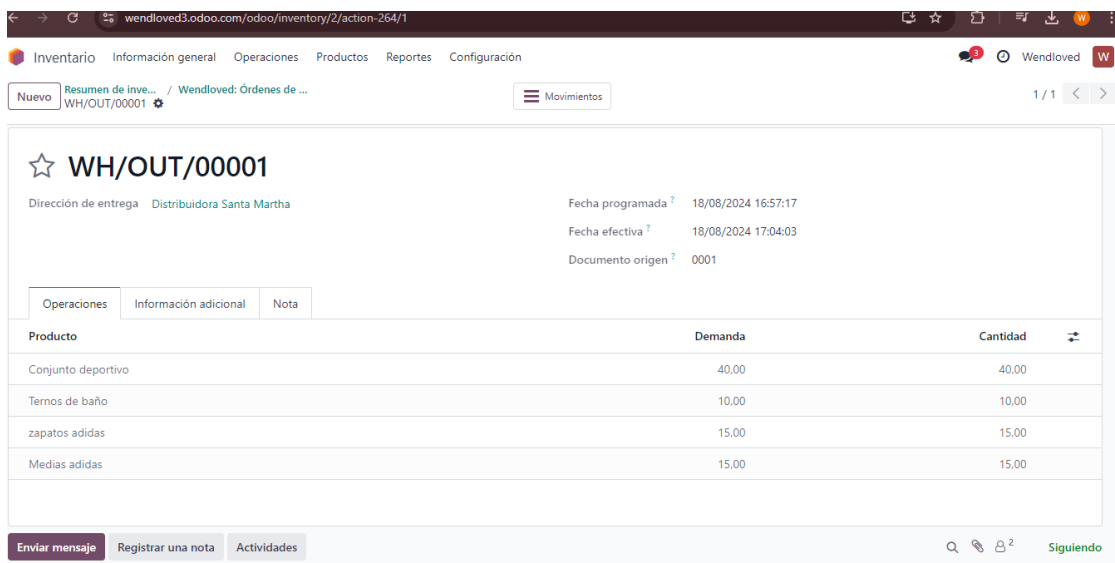 wendloved3.odoo.com/odoo/inventory/2/action-264/1
W
Inventario Información general Operaciones Productos Reportes Configuración 3 Wendloved W
Nuevo Resumen de inve... / Wendloved: Órdenes de ... Movimientos 1 / 1
WH/OUT/00001
WH/OUT/00001
Dirección de entrega Distribuidora Santa Martha Fecha programada ? 18/08/2024 16:57:17
Fecha efectiva ? 18/08/2024 17:04:03
Documento origen ? 0001
Operaciones Información adicional Nota
Producto Demanda Cantidad
Conjunto deportivo 40,00 40,00
Ternos de baño 10,00 10,00
zapatos adidas 15,00 15,00
Medias adidas 15,00 15,00
Enviar mensaje Registrar una nota Actividades 2 Siguiendo